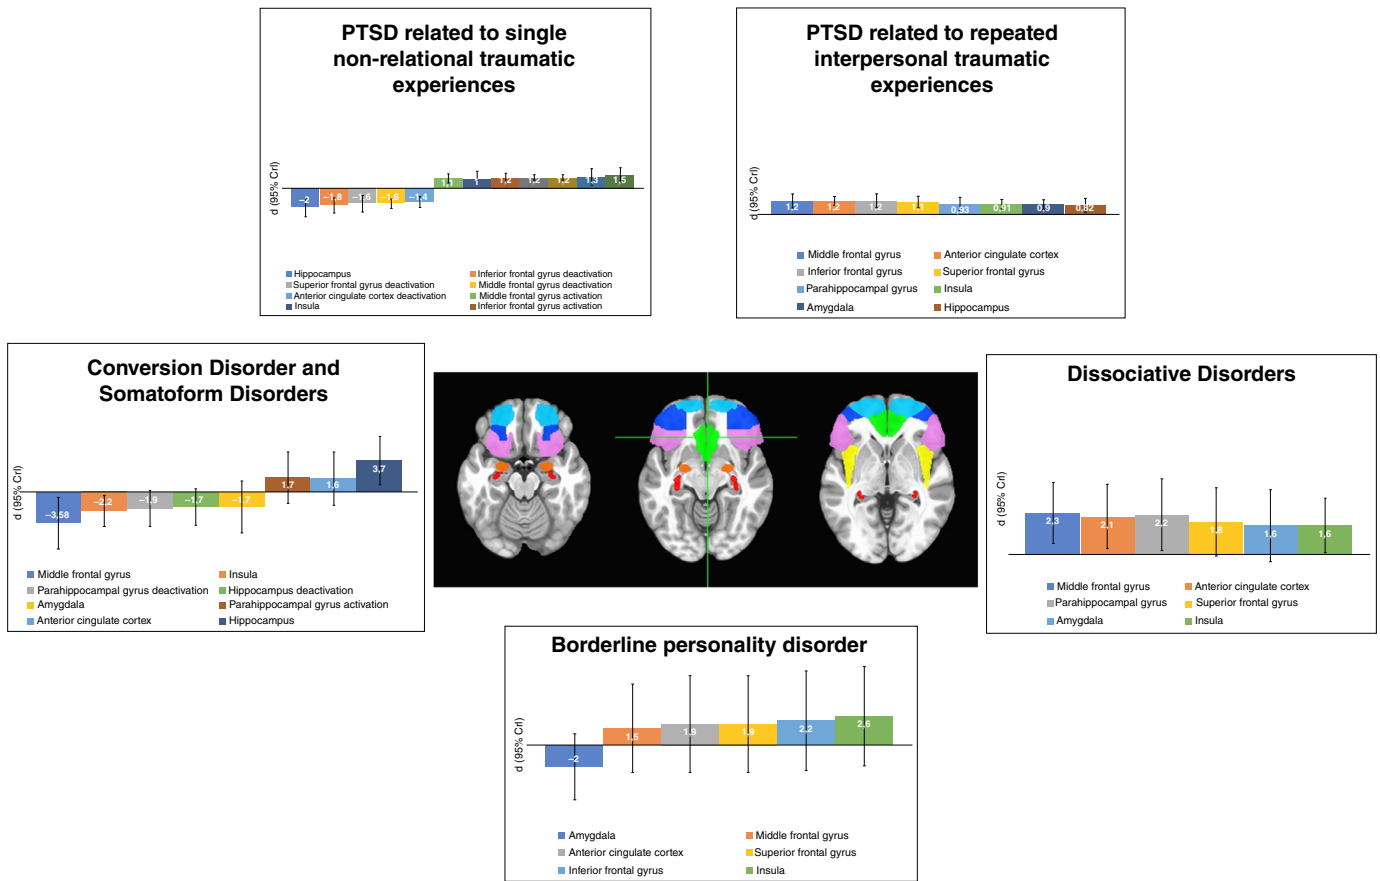 PTSD related to single
non-relational traumatic
experiences
d (95% CrI)
−2
−1,8
−1,6
−1,5
−1,4
1,1
1
1,2
1,2
1,2
1,3
1,5
Hippocampus
Inferior frontal gyrus deactivation
Superior frontal gyrus deactivation
Middle frontal gyrus deactivation
Anterior cingulate cortex deactivation
Middle frontal gyrus activation
Insula
Inferior frontal gyrus activation
PTSD related to repeated
interpersonal traumatic
experiences
d (95% CrI)
1,2
1,2
1,2
1,1
0,93
0,91
0,9
0,82
Middle frontal gyrus
Anterior cingulate cortex
Inferior frontal gyrus
Superior frontal gyrus
Parahippocampal gyrus
Insula
Amygdala
Hippocampus
Conversion Disorder and
Somatoform Disorders
d (95% CrI)
−3,58
−2,2
−1,9
−1,7
−1,7
1,7
1,6
3,7
Middle frontal gyrus
Insula
Parahippocampal gyrus deactivation
Hippocampus deactivation
Amygdala
Parahippocampal gyrus activation
Anterior cingulate cortex
Hippocampus
Dissociative Disorders
d (95% CrI)
2,3
2,1
2,2
1,8
1,6
1,6
Middle frontal gyrus
Anterior cingulate cortex
Parahippocampal gyrus
Superior frontal gyrus
Amygdala
Insula
Borderline personality disorder
d (95% CrI)
−2
1,5
1,9
1,9
2,2
2,6
Amygdala
Middle frontal gyrus
Anterior cingulate cortex
Superior frontal gyrus
Inferior frontal gyrus
Insula